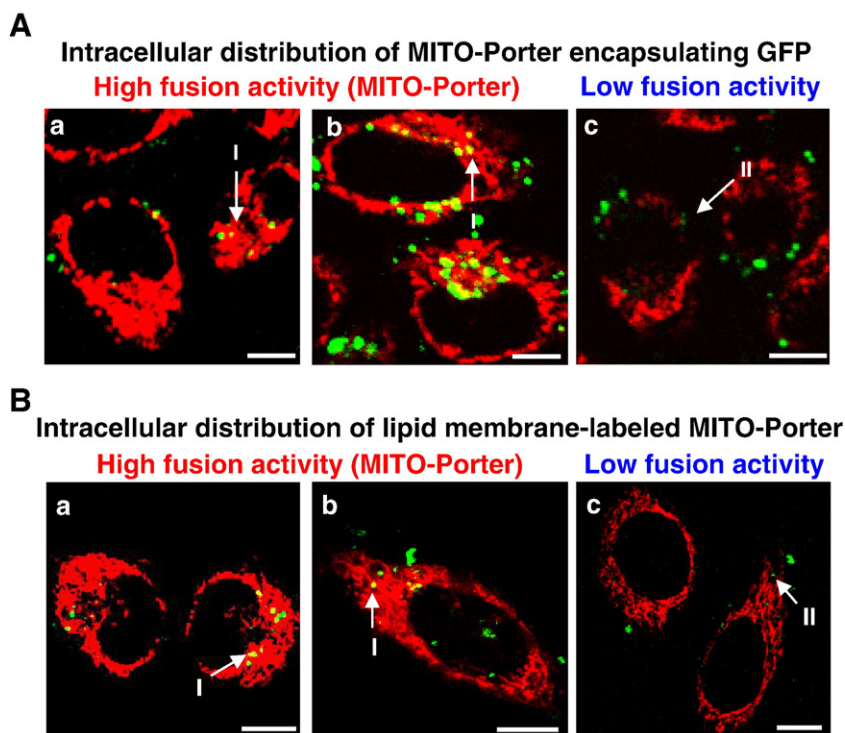 A
Intracellular distribution of MITO-Porter encapsulating GFP
High fusion activity (MITO-Porter) Low fusion activity
a b c
I
I
II
B
Intracellular distribution of lipid membrane-labeled MITO-Porter
High fusion activity (MITO-Porter) Low fusion activity
a b c
I
I
II